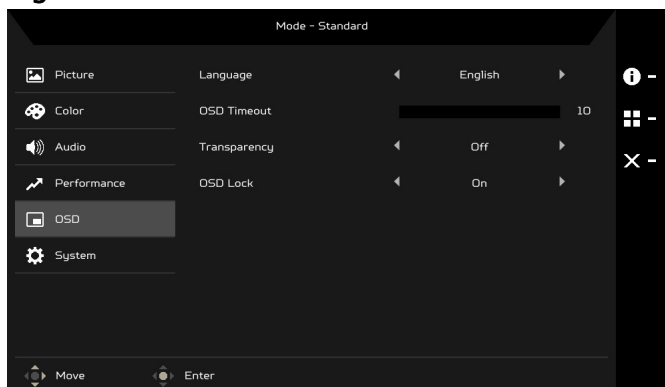 Mode - Standard
Picture
Language English
Color
OSD Timeout 10
Audio
Transparency Off
Performance
OSD Lock On
OSD
System
Move Enter